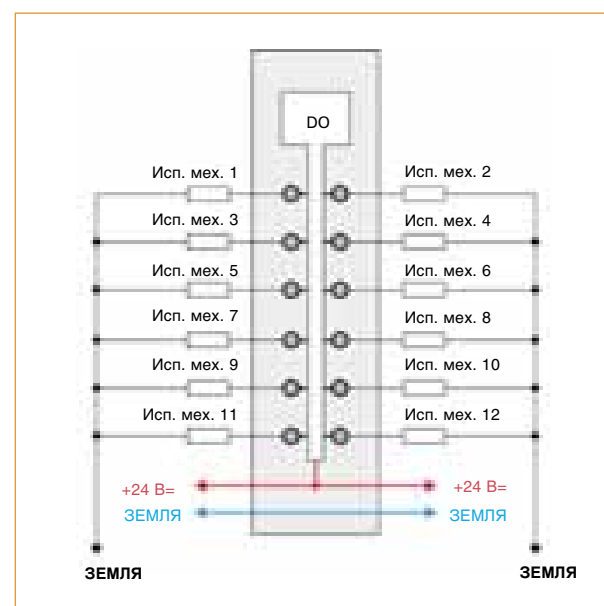 DO
Исп. мех. 1
Исп. мех. 2
Исп. мех. 3
Исп. мех. 4
Исп. мех. 5
Исп. мех. 6
Исп. мех. 7
Исп. мех. 8
Исп. мех. 9
Исп. мех. 10
Исп. мех. 11
Исп. мех. 12
+24 В=
+24 В=
ЗЕМЛЯ
ЗЕМЛЯ
ЗЕМЛЯ
ЗЕМЛЯ